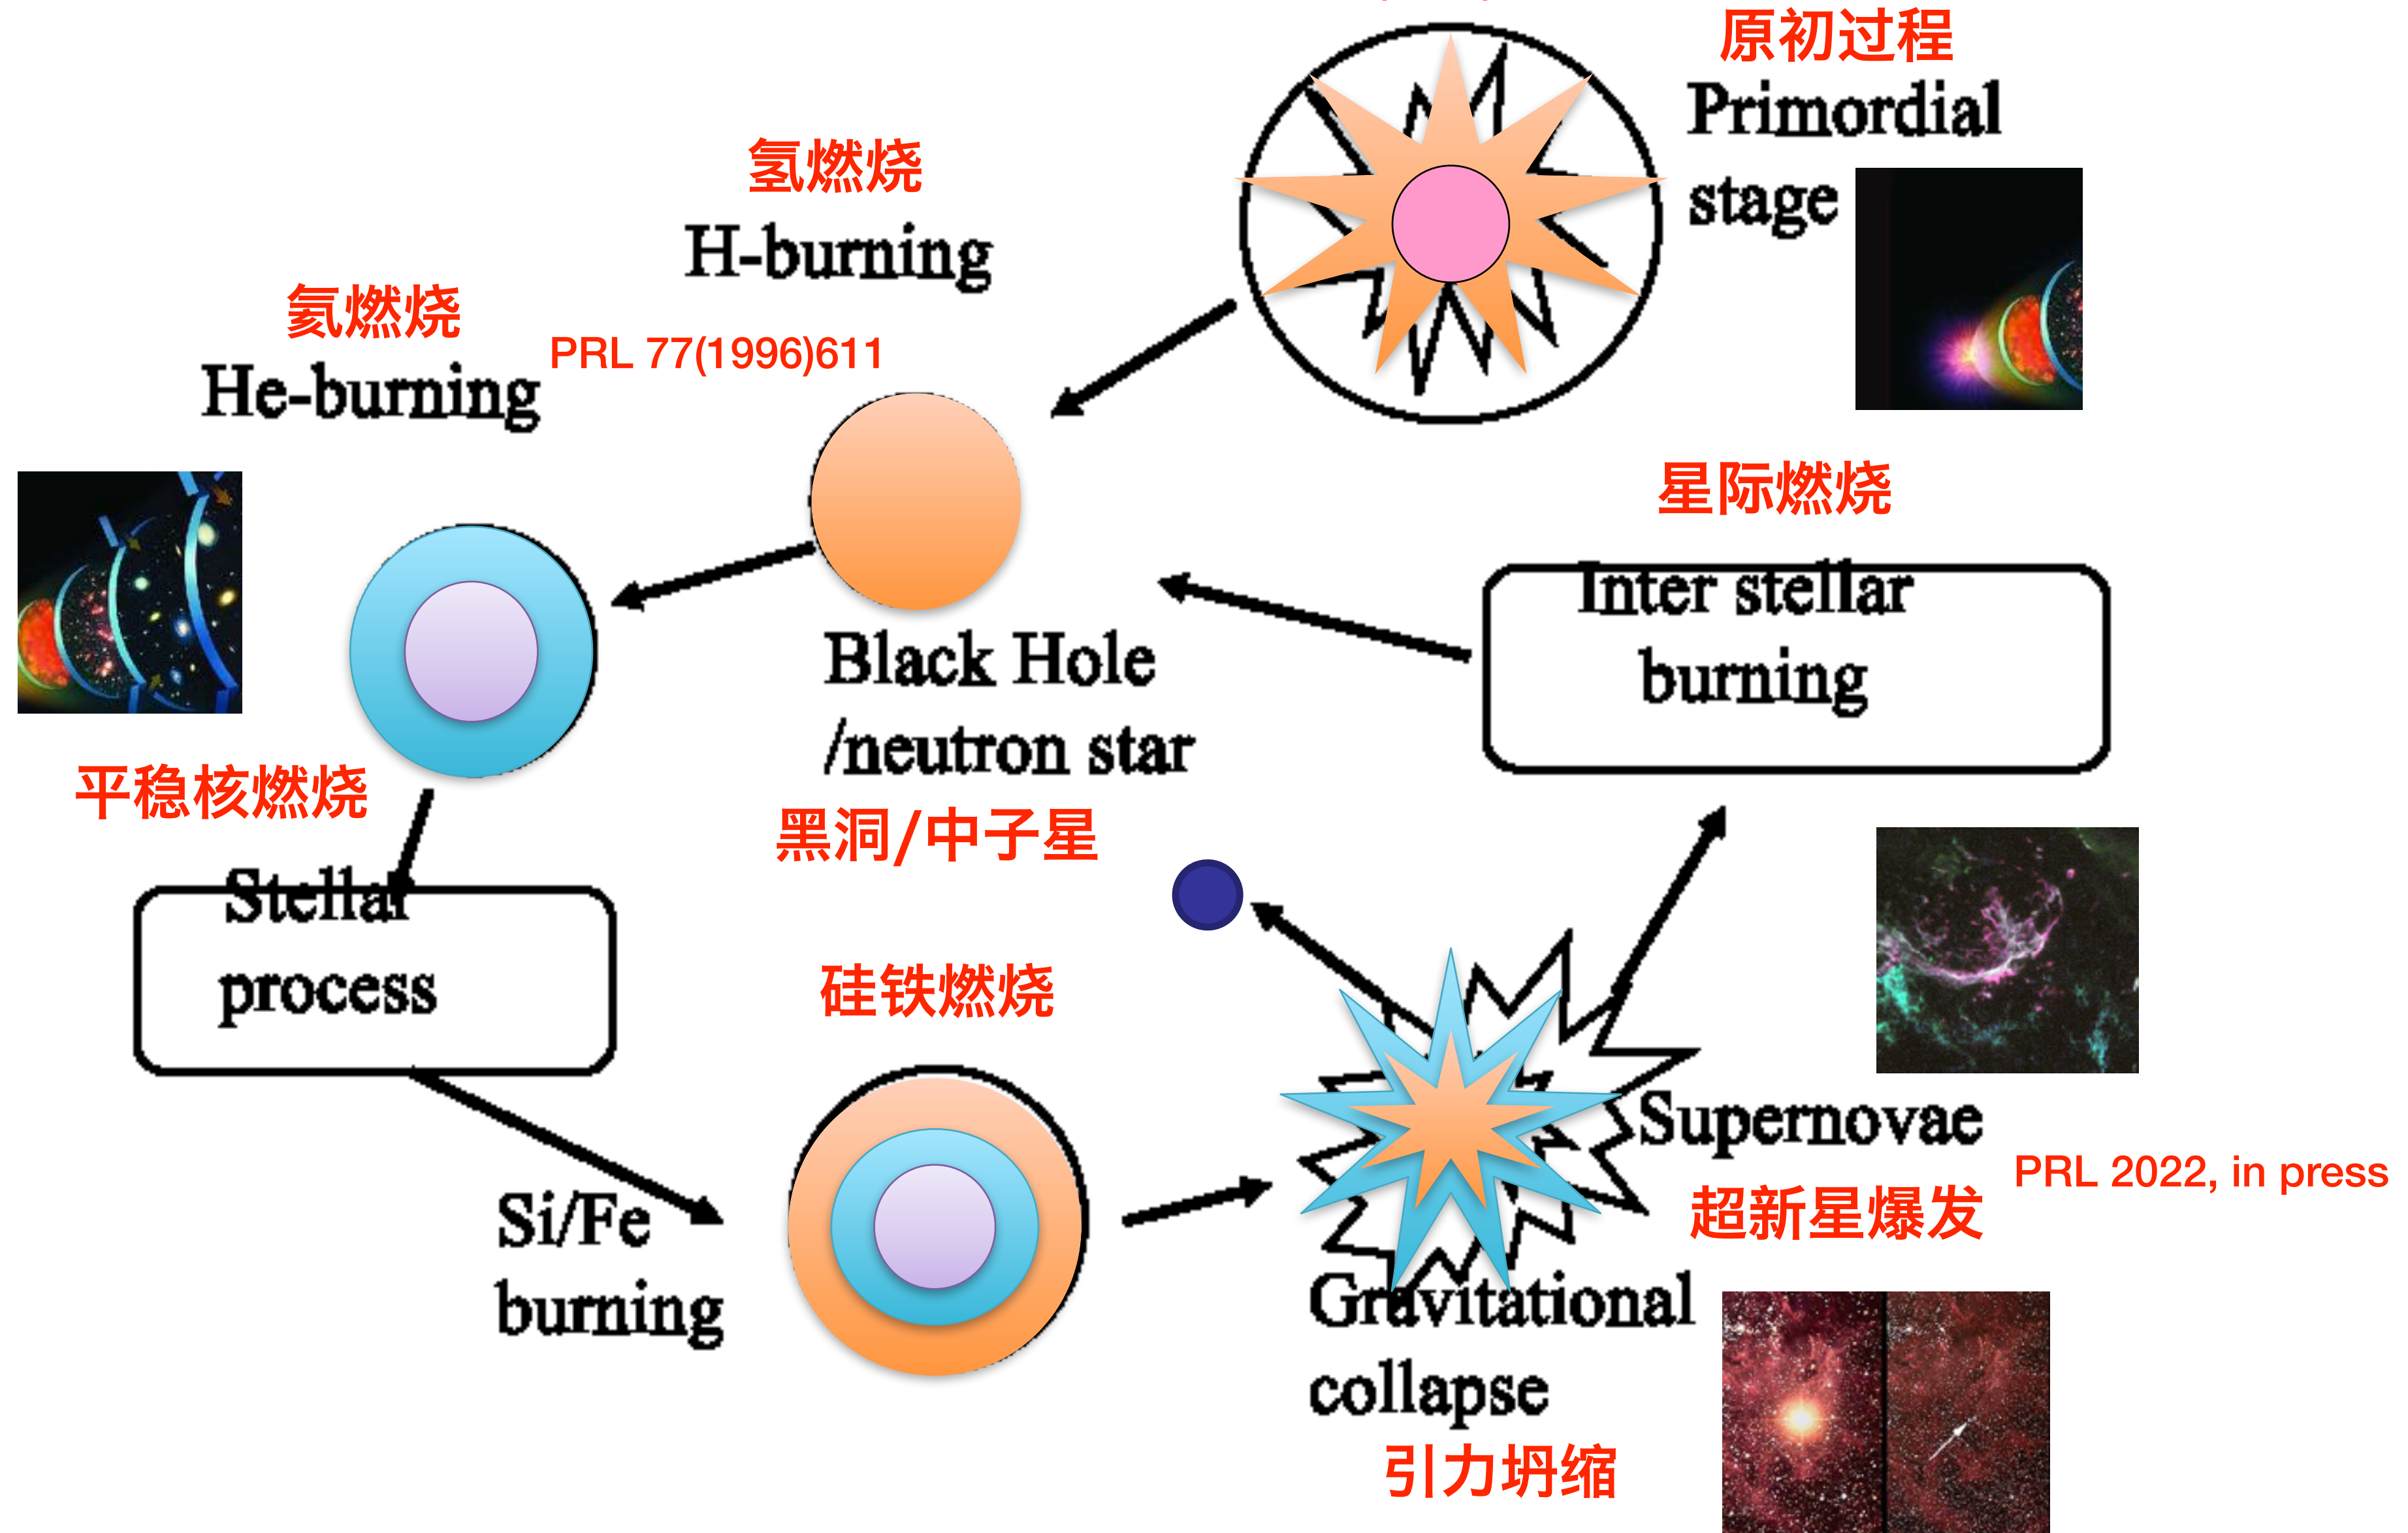 原初过程
Primordial
stage
氢燃烧
H-burning
PRL 77(1996)611
氦燃烧
He-burning
星际燃烧
Inter stellar
burning
Black Hole
/neutron star
黑洞/中子星
平稳核燃烧
Stellar
process
硅铁燃烧
Si/Fe
burning
Supernovae
PRL 2022, in press
超新星爆发
Gravitational
collapse
引力坍缩